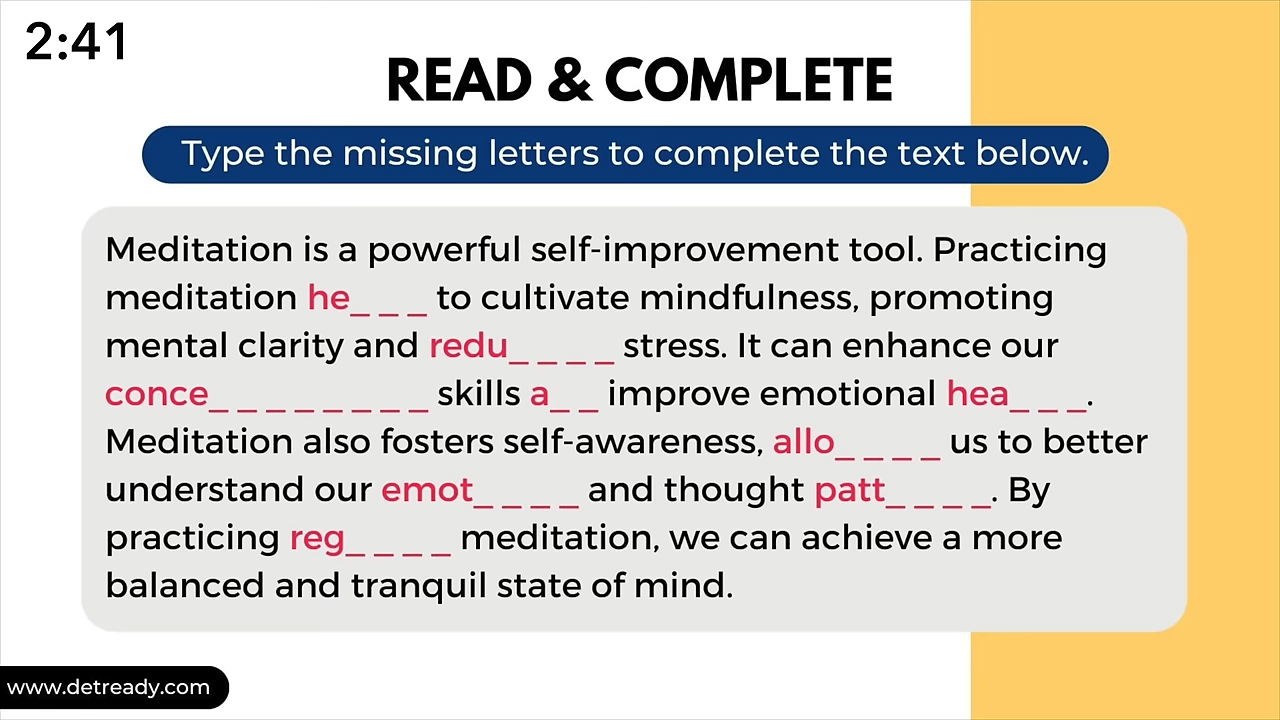 2:41
READ & COMPLETE
Type the missing letters to complete the text below.
Meditation is a powerful self-improvement tool. Practicing
meditation he_ _ _ to cultivate mindfulness, promoting
mental clarity and redu_ _ _ _ stress. It can enhance our
conce_ _ _ _ _ _ _ _ skills a_ _ improve emotional hea_ _ _.
Meditation also fosters self-awareness, allo_ _ _ _ us to better
understand our emot_ _ _ _ and thought patt_ _ _ _. By
practicing reg_ _ _ _ meditation, we can achieve a more
balanced and tranquil state of mind.
www.detready.com